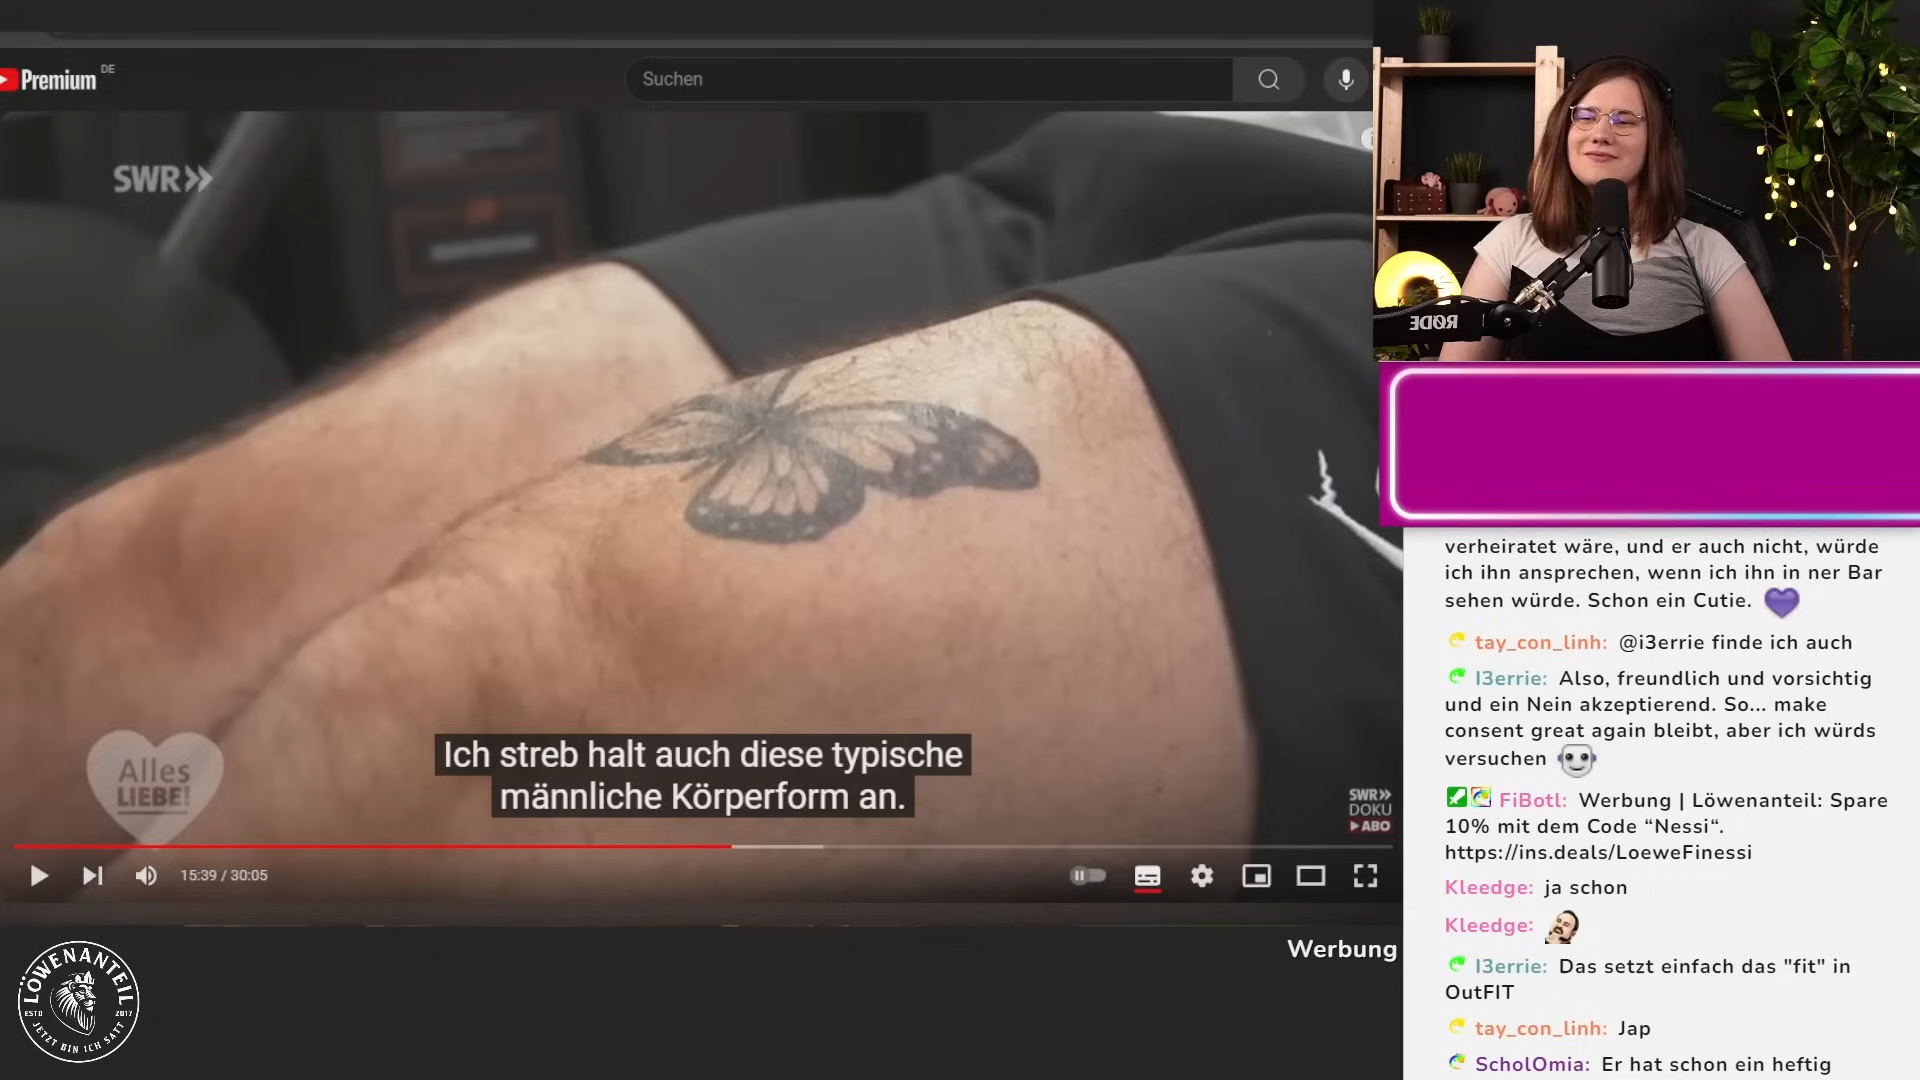 Premium DE
Suchen
SWR
RØDE
Alles
LIEBE!
Ich streb halt auch diese typische
männliche Körperform an.
SWR
DOKU
ABO
15:39 / 30:05
Werbung
LÖWENANTEIL
ESTD 2017
JETZT BIN ICH SATT
verheiratet wäre, und er auch nicht, würde
ich ihn ansprechen, wenn ich ihn in ner Bar
sehen würde. Schon ein Cutie.
tay_con_linh: @i3errie finde ich auch
I3errie: Also, freundlich und vorsichtig
und ein Nein akzeptierend. So... make
consent great again bleibt, aber ich würds
versuchen
FiBotl: Werbung | Löwenanteil: Spare
10% mit dem Code “Nessi“.
https://ins.deals/LoeweFinessi
Kleedge: ja schon
Kleedge:
I3errie: Das setzt einfach das "fit" in
OutFIT
tay_con_linh: Jap
ScholOmia: Er hat schon ein heftig